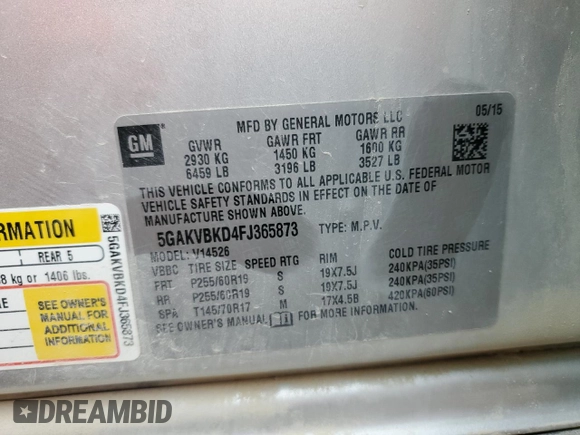 MFD BY GENERAL MOTORS LLC 05/15
GM
GVWR GAWR FRT GAWR RR
2930 KG 1450 KG 1600 KG
6459 LB 3196 LB 3527 LB
THIS VEHICLE CONFORMS TO ALL APPLICABLE U.S. FEDERAL MOTOR
VEHICLE SAFETY STANDARDS IN EFFECT ON THE DATE OF
MANUFACTURE SHOWN ABOVE.
5GAKVBKD4FJ365873 TYPE: M.P.V.
MODEL: V14526
VBBC TIRE SIZE SPEED RTG RIM COLD TIRE PRESSURE
FRT P255/60R19 S 19X7.5J 240KPA(35PSI)
RR P255/60R19 S 19X7.5J 240KPA(35PSI)
SPA T145/70R17 M 17X4.5B 420KPA(60PSI)
SEE OWNER'S MANUAL FOR MORE INFORMATION.
ORMATION
REAR 5
8 kg or 1406 lbs.
SEE OWNER'S
MANUAL FOR
ADDITIONAL
INFORMATION
5GAKVBKD4FJ365873
DREAMBID